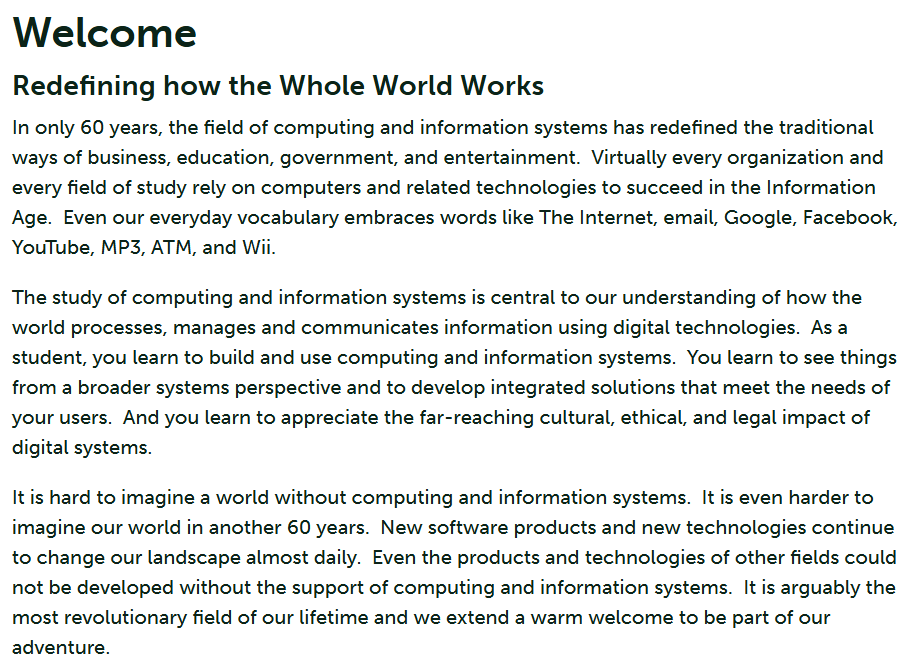 Welcome
Redefining how the Whole World Works
In only 60 years, the field of computing and information systems has redefined the traditional
ways of business, education, government, and entertainment.  Virtually every organization and
every field of study rely on computers and related technologies to succeed in the Information
Age.  Even our everyday vocabulary embraces words like The Internet, email, Google, Facebook,
YouTube, MP3, ATM, and Wii.
The study of computing and information systems is central to our understanding of how the
world processes, manages and communicates information using digital technologies.  As a
student, you learn to build and use computing and information systems.  You learn to see things
from a broader systems perspective and to develop integrated solutions that meet the needs of
your users.  And you learn to appreciate the far-reaching cultural, ethical, and legal impact of
digital systems.
It is hard to imagine a world without computing and information systems.  It is even harder to
imagine our world in another 60 years.  New software products and new technologies continue
to change our landscape almost daily.  Even the products and technologies of other fields could
not be developed without the support of computing and information systems.  It is arguably the
most revolutionary field of our lifetime and we extend a warm welcome to be part of our
adventure.